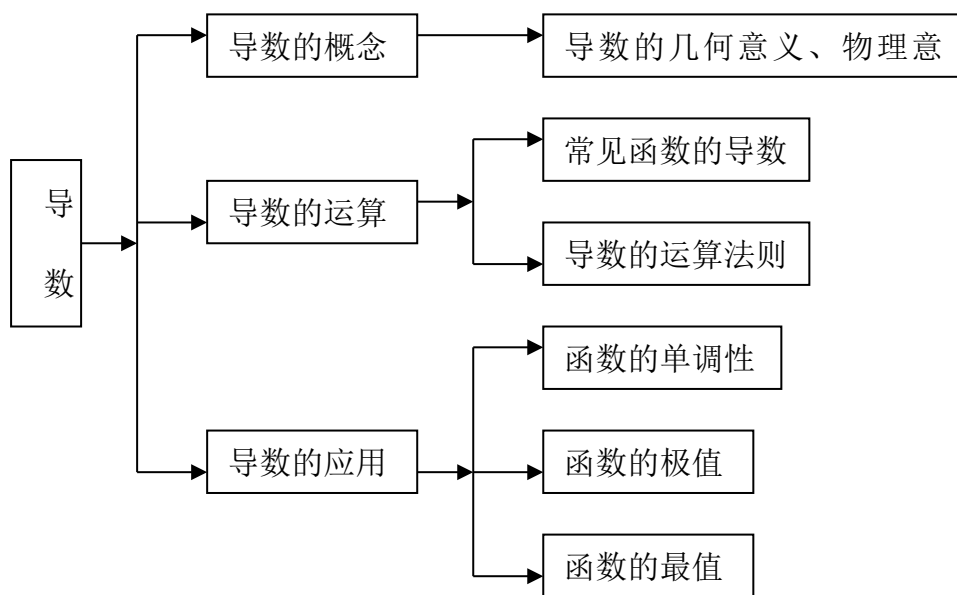 导数
导数的概念
导数的几何意义、物理意
导数的运算
常见函数的导数
导数的运算法则
导数的应用
函数的单调性
函数的极值
函数的最值